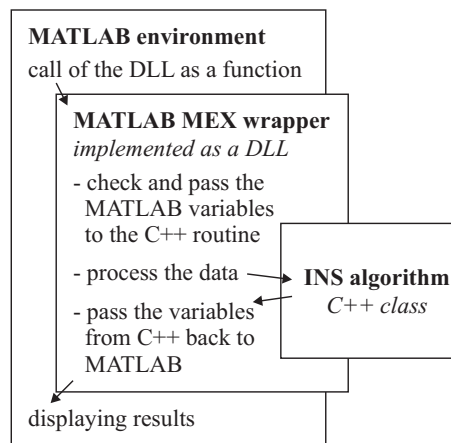 MATLAB environment
call of the DLL as a function
MATLAB MEX wrapper
implemented as a DLL
- check and pass the
MATLAB variables
to the C++ routine
- process the data
- pass the variables
from C++ back to
MATLAB
INS algorithm
C++ class
displaying results